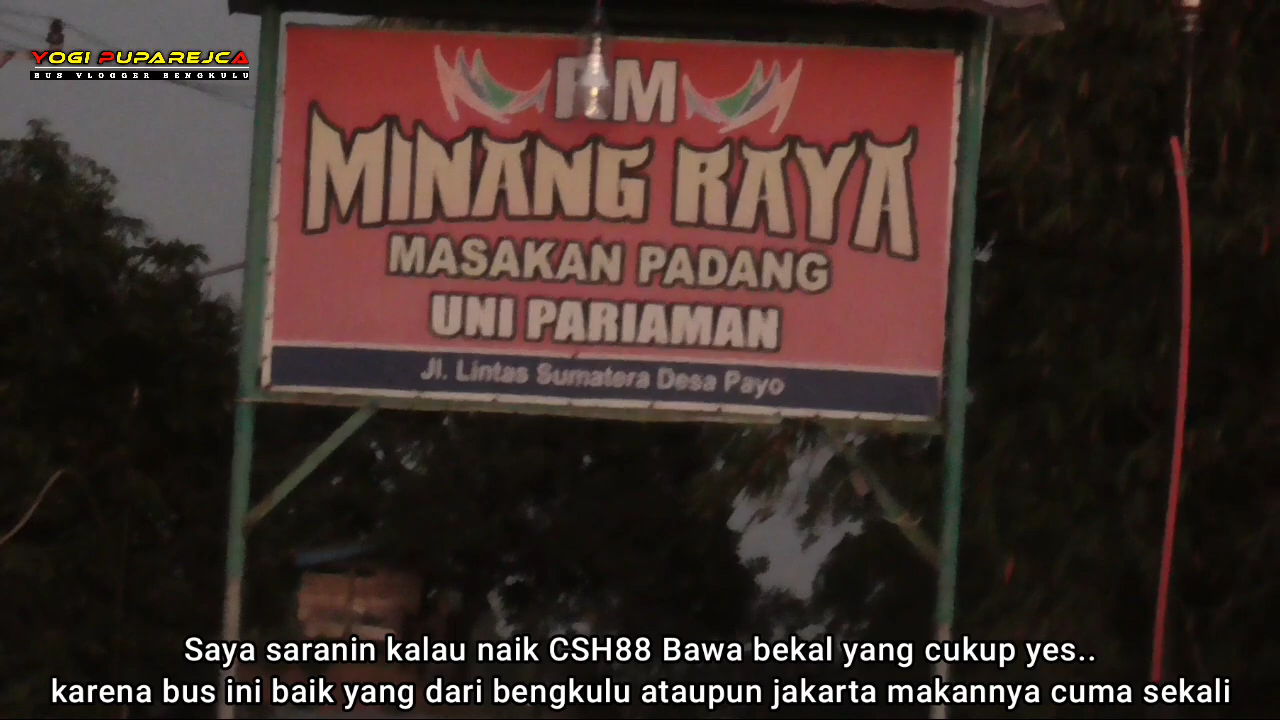 YOGI PUPAREJCA
BUS VLOGGER BENGKULU
RM
MINANG RAYA
MASAKAN PADANG
UNI PARIAMAN
Jl. Lintas Sumatera Desa Payo
Saya saranin kalau naik CSH88 Bawa bekal yang cukup yes..
karena bus ini baik yang dari bengkulu ataupun jakarta makannya cuma sekali